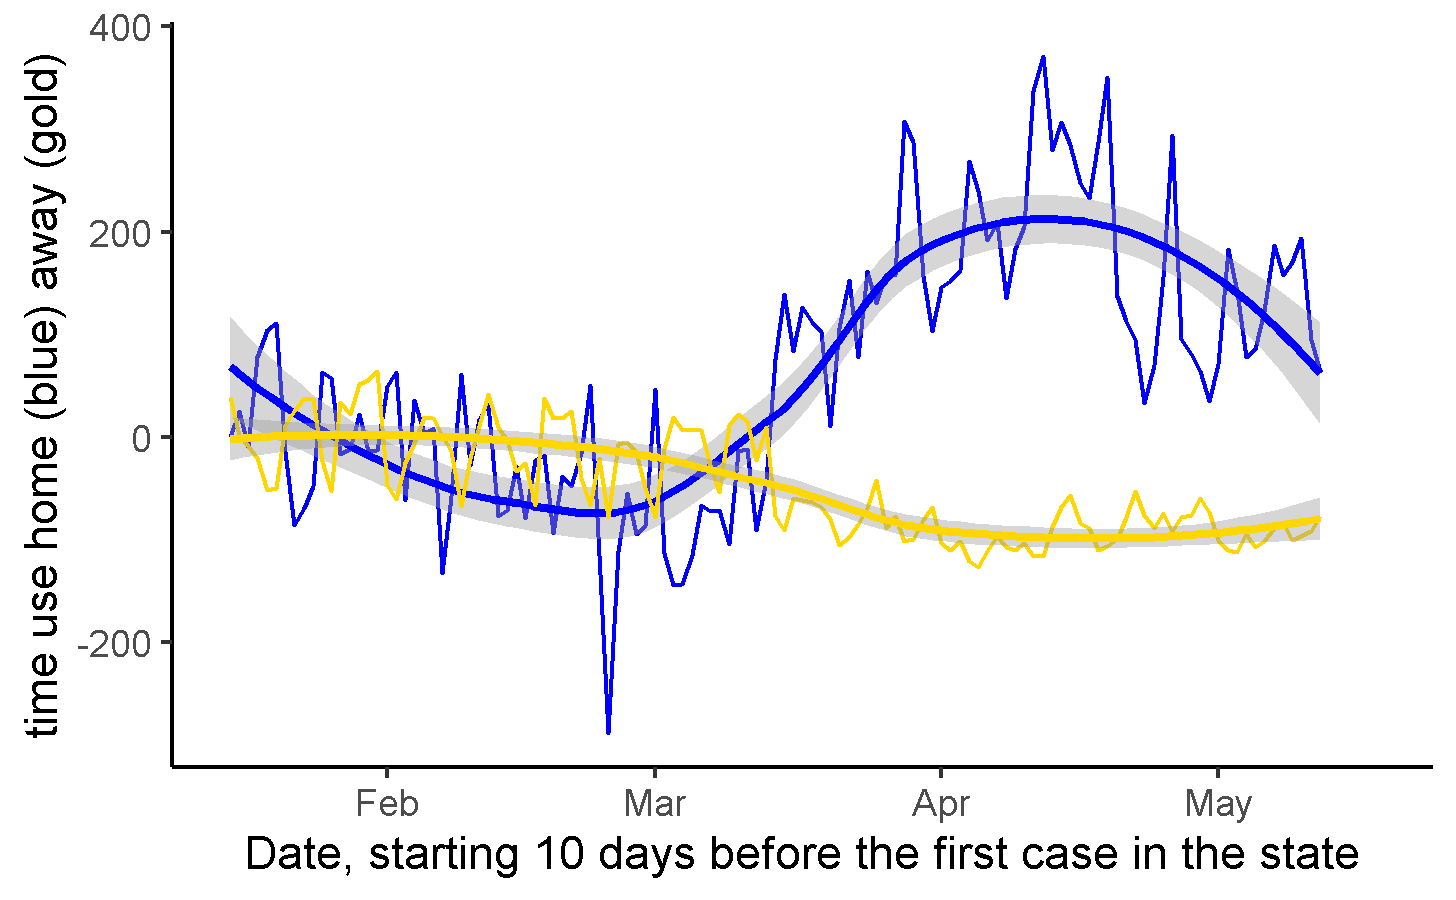 time use home (blue) away (gold)
400
200
0
-200
Feb Mar Apr May
Date, starting 10 days before the first case in the state